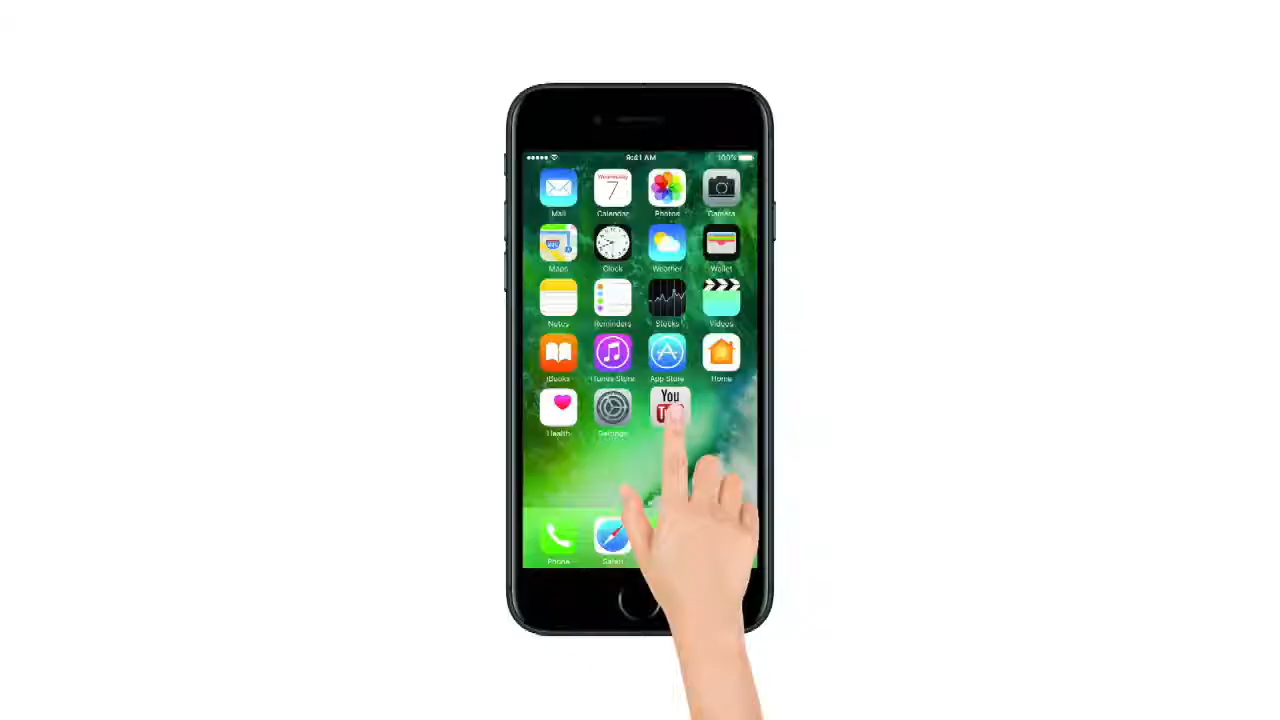 9:41 AM 100%
Wednesday
7
Mail Calendar Photos Camera
Maps Clock Weather Wallet
Notes Reminders Stocks Videos
iBooks iTunes Store App Store Home
You
Health Settings
Phone Safari